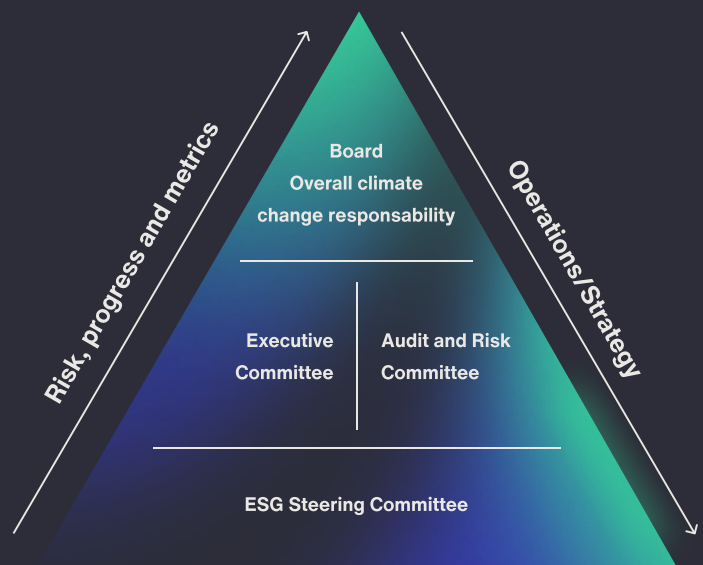 Risk, progress and metrics
Operations/Strategy
Board
Overall climate
change responsability
Executive
Committee
Audit and Risk
Committee
ESG Steering Committee